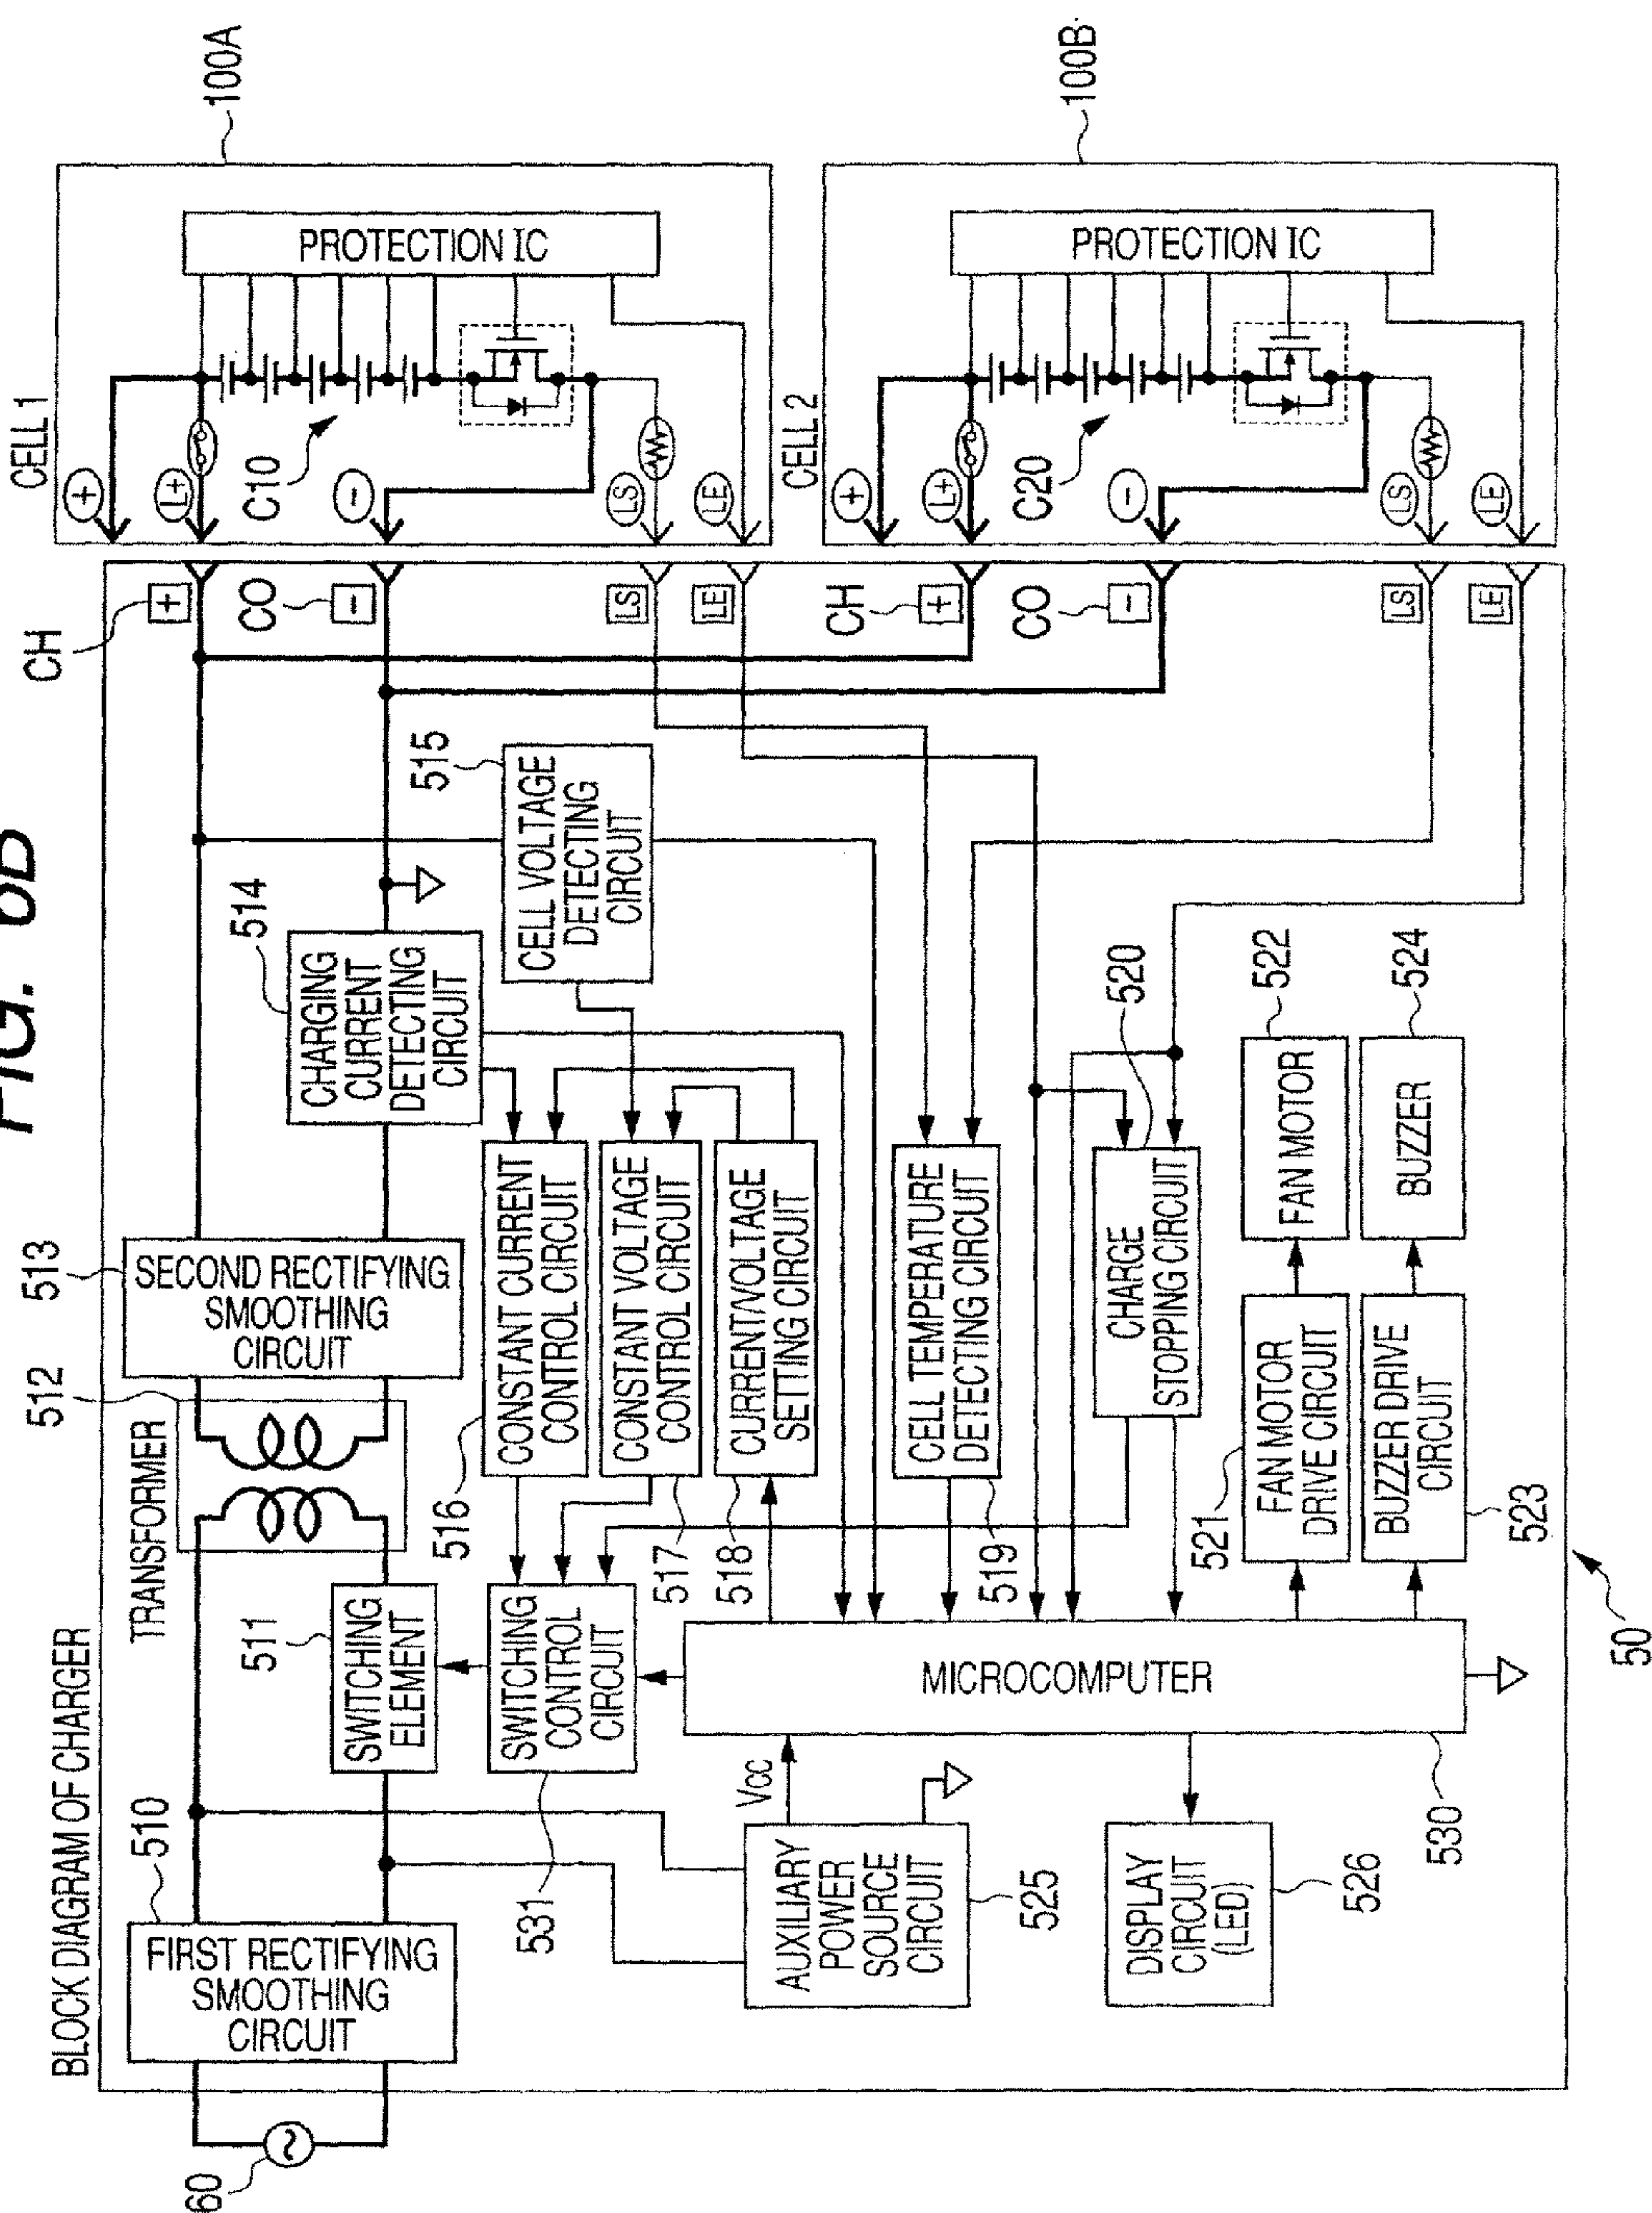 FIG. 6B
BLOCK DIAGRAM OF CHARGER
60
510
FIRST RECTIFYING
SMOOTHING
CIRCUIT
511
SWITCHING
ELEMENT
TRANSFORMER
512
513
SECOND RECTIFYING
SMOOTHING
CIRCUIT
514
CHARGING
CURRENT
DETECTING
CIRCUIT
515
CELL VOLTAGE
DETECTING
CIRCUIT
516
CONSTANT CURRENT
CONTROL CIRCUIT
517
CONSTANT VOLTAGE
CONTROL CIRCUIT
518
CURRENT/VOLTAGE
SETTING CIRCUIT
531
SWITCHING
CONTROL
CIRCUIT
519
CELL TEMPERATURE
DETECTING CIRCUIT
520
CHARGE
STOPPING CIRCUIT
MICROCOMPUTER
530
Vcc
AUXILIARY
POWER
SOURCE
CIRCUIT
525
DISPLAY
CIRCUIT
(LED)
526
521
FAN MOTOR
DRIVE CIRCUIT
522
FAN MOTOR
BUZZER DRIVE
CIRCUIT
523
BUZZER
524
50
CH
+
CO
-
LS
LE
CH
+
CO
-
LS
LE
CELL 1
100A
+
L+
C10
-
LS
LE
PROTECTION IC
CELL 2
100B
+
L+
C20
-
LS
LE
PROTECTION IC